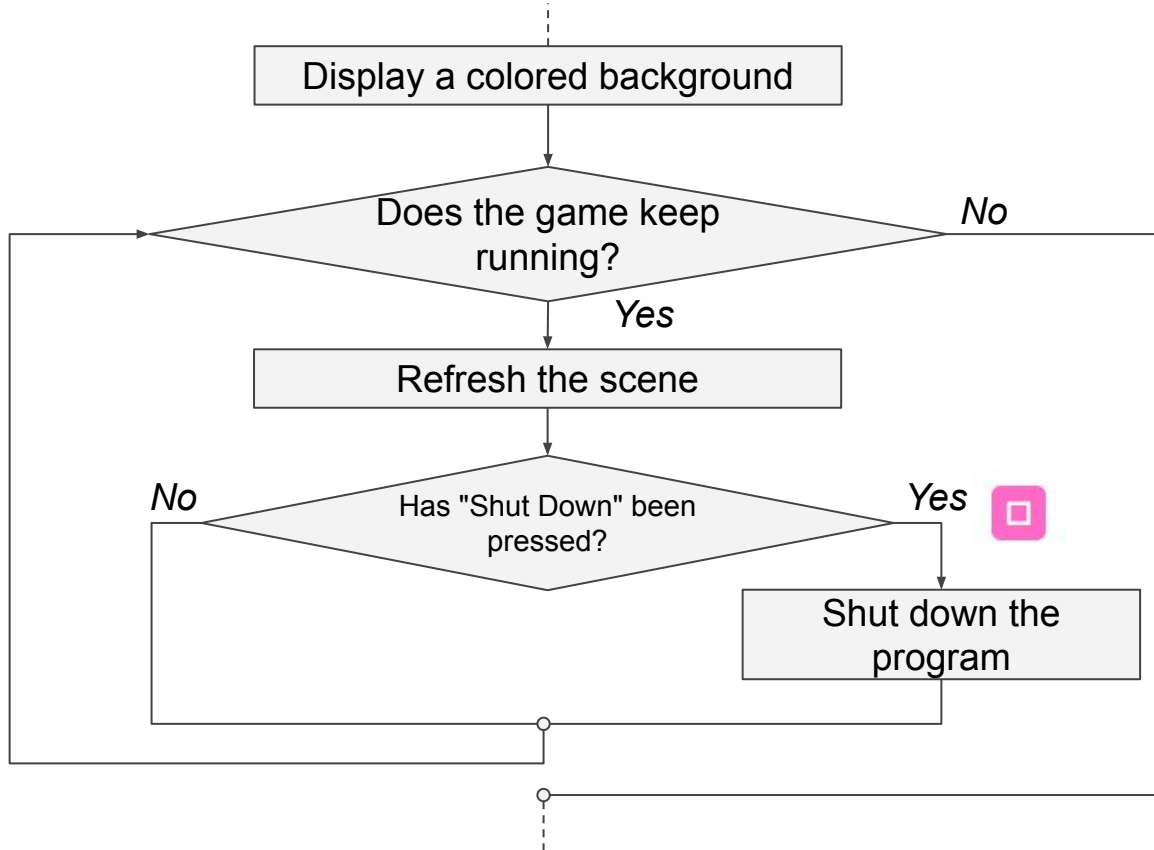 Display a colored background
Does the game keep
running?
No
Yes
Refresh the scene
No
Has "Shut Down" been
pressed?
Yes
Shut down the
program